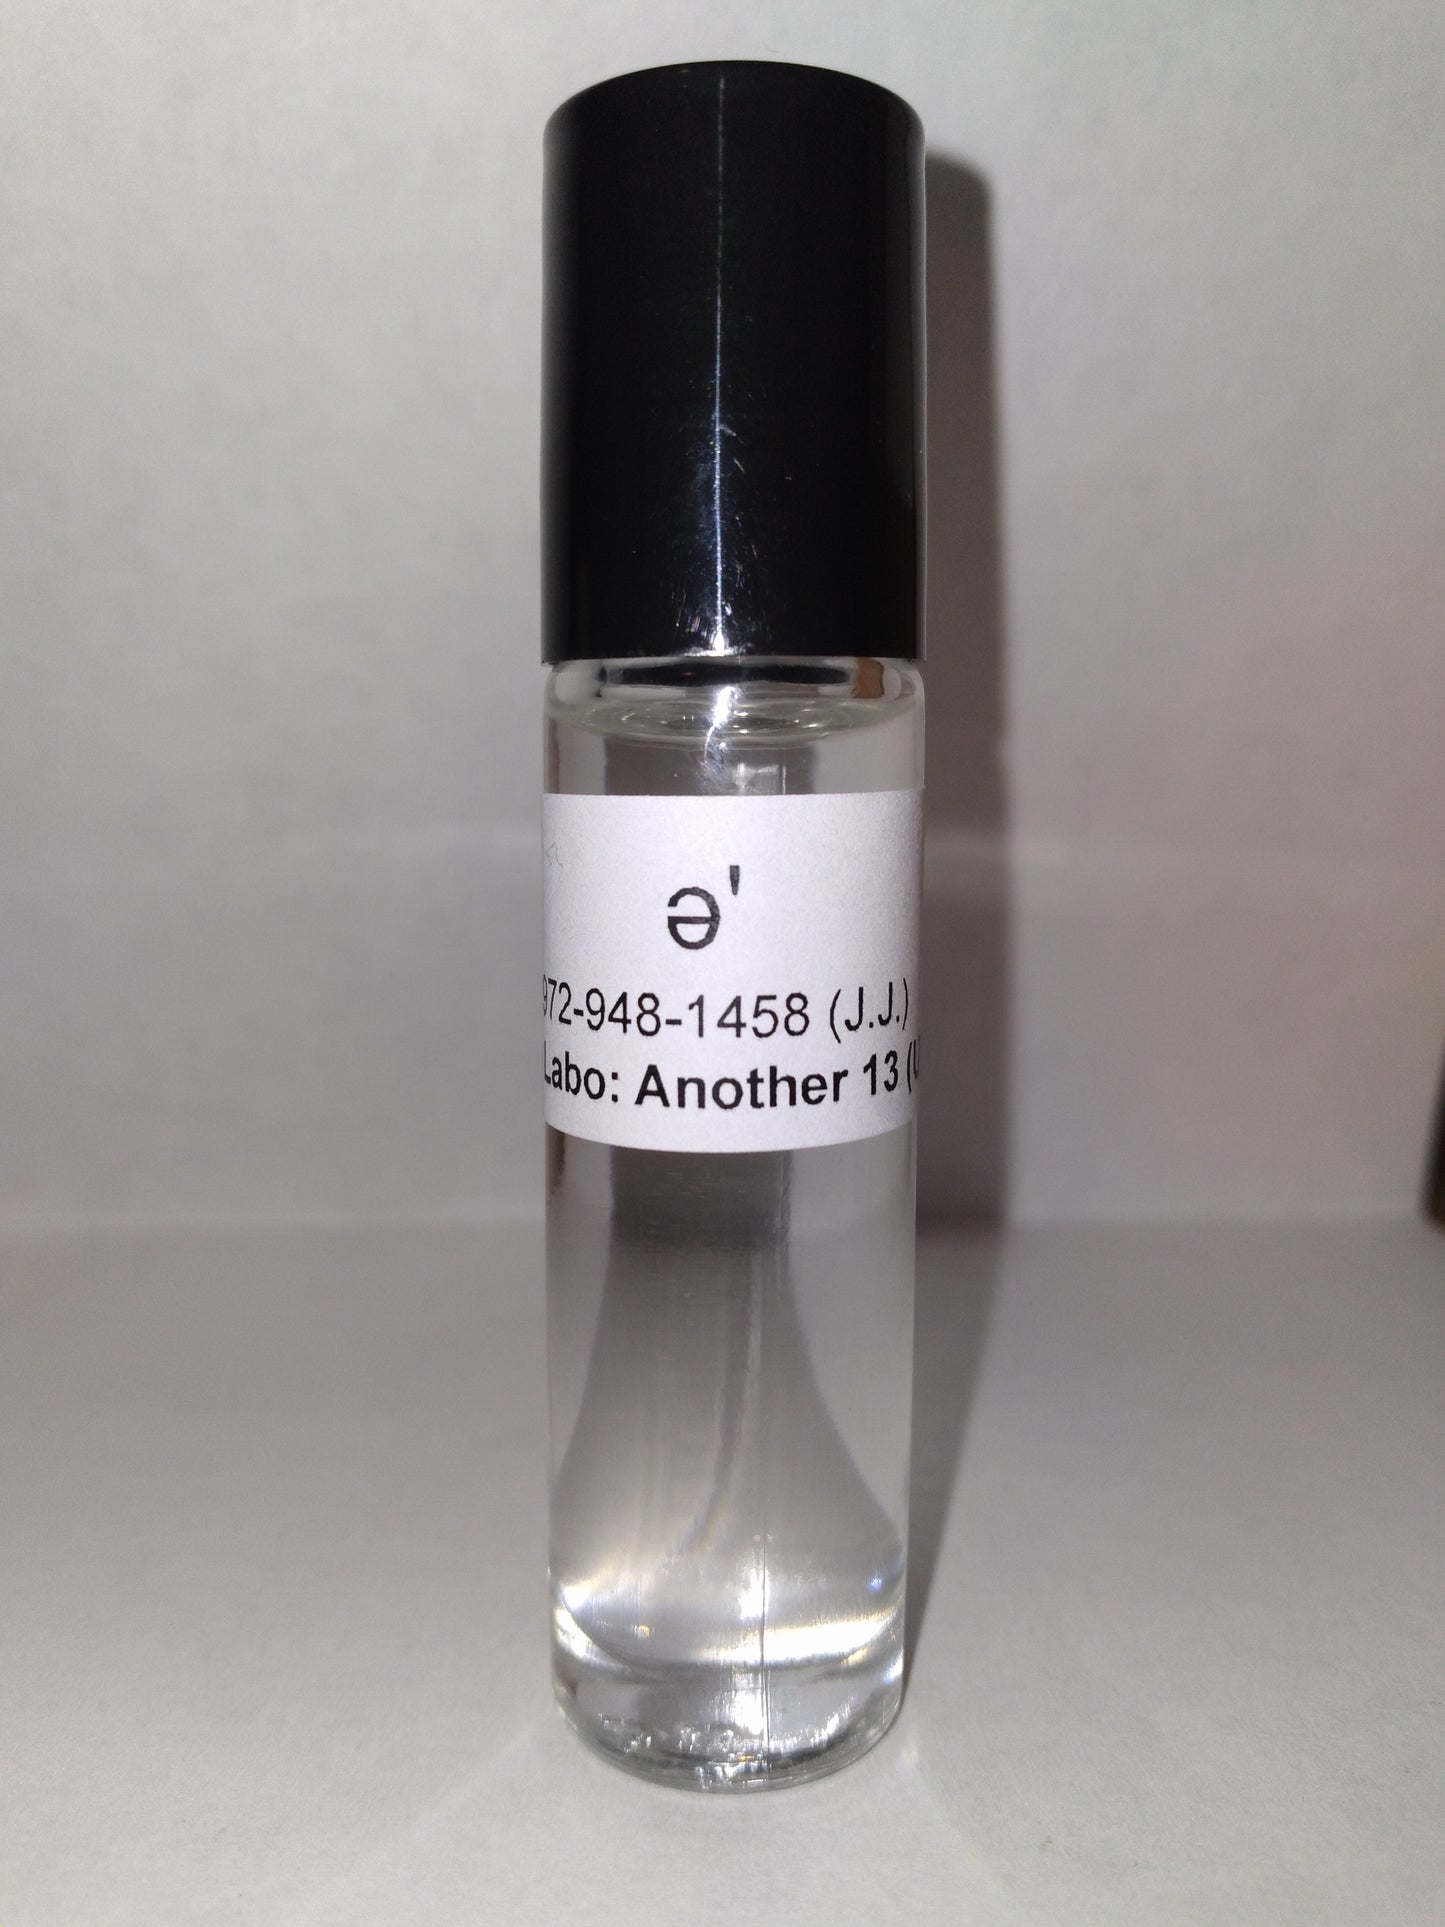 ə'
972-948-1458 (J.J.)
Labo: Another 13 (U